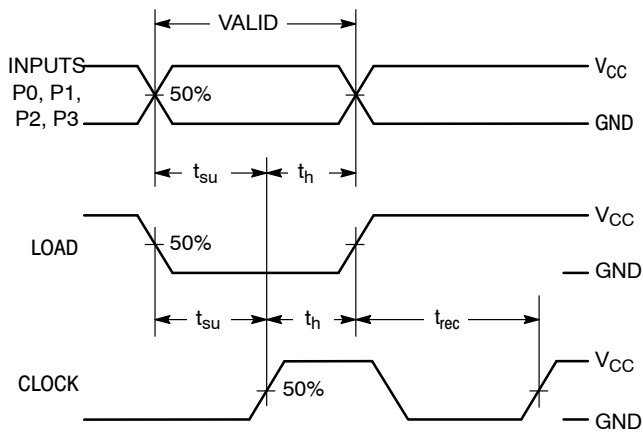 VALID
INPUTS
P0, P1,
P2, P3
50%
VCC
GND
tsu
th
LOAD
50%
VCC
GND
tsu
th
trec
CLOCK
50%
VCC
GND